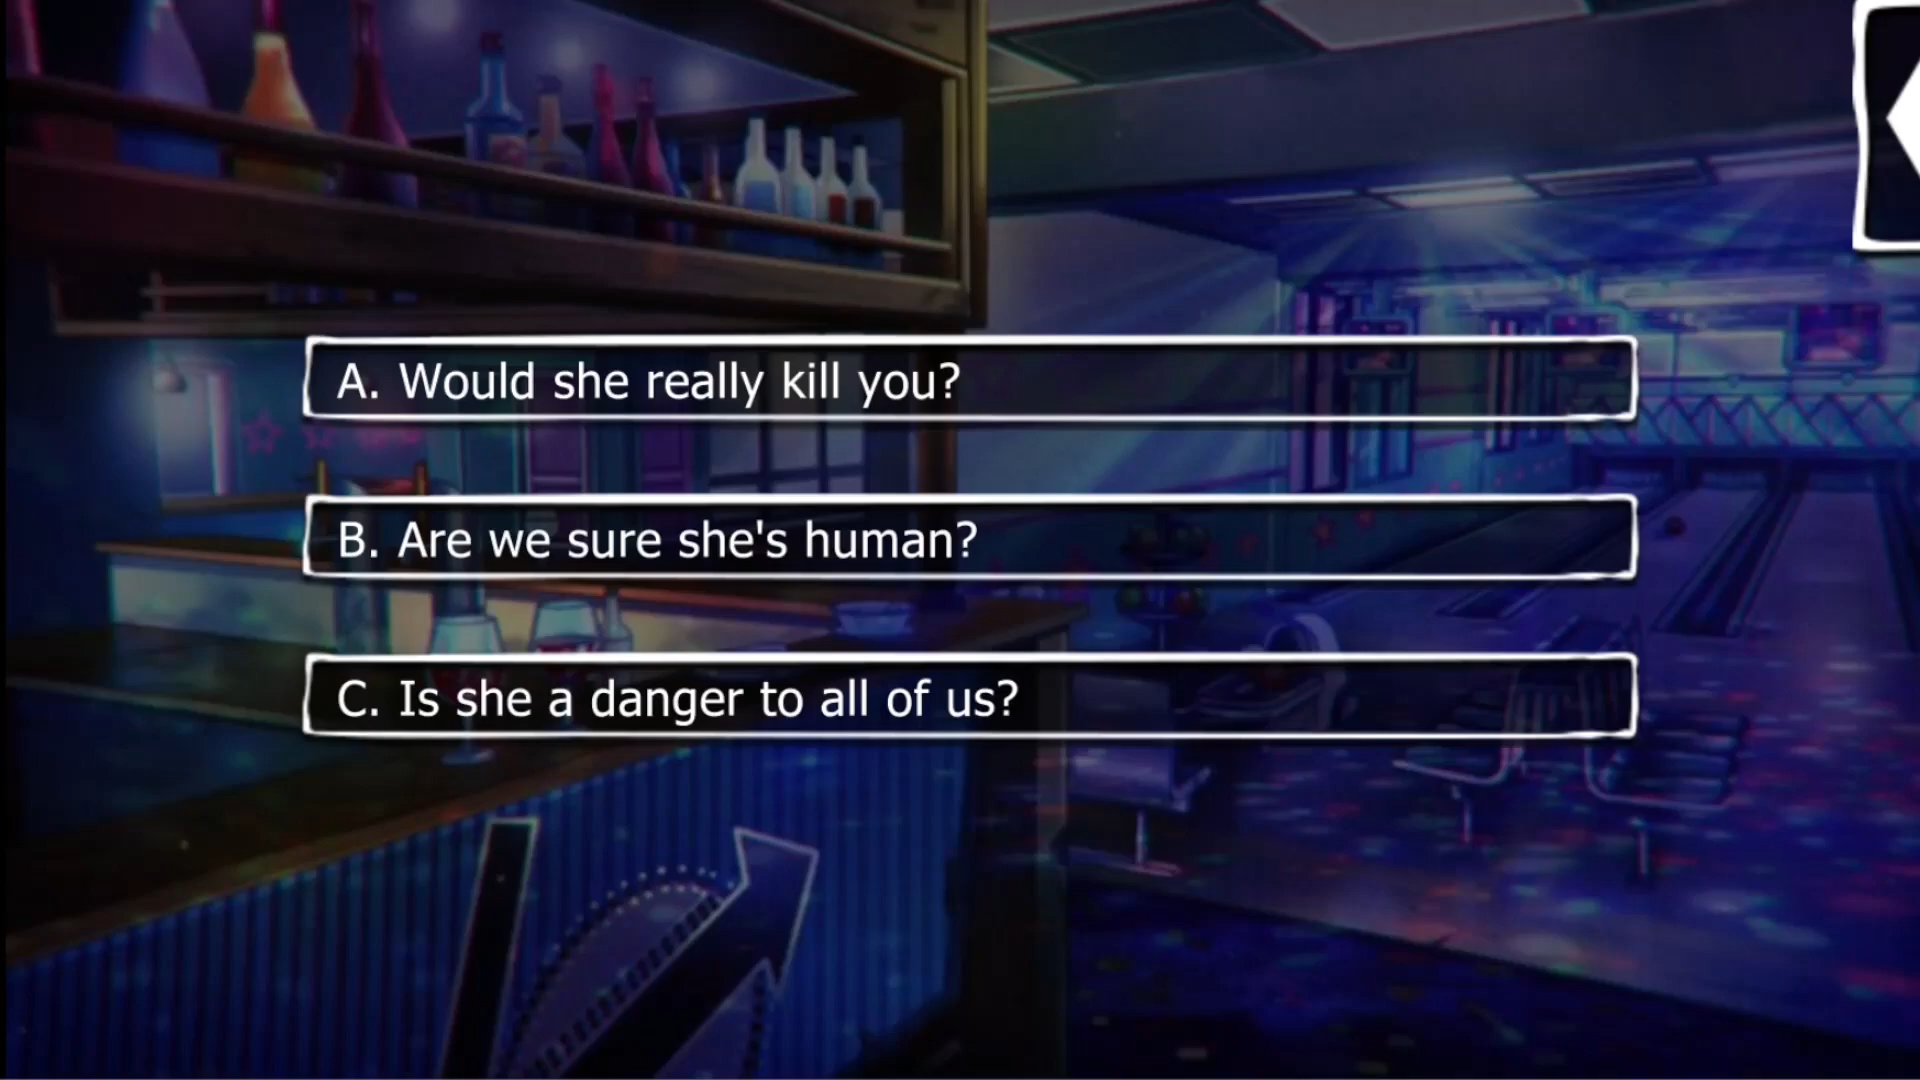 A. Would she really kill you?
B. Are we sure she's human?
C. Is she a danger to all of us?